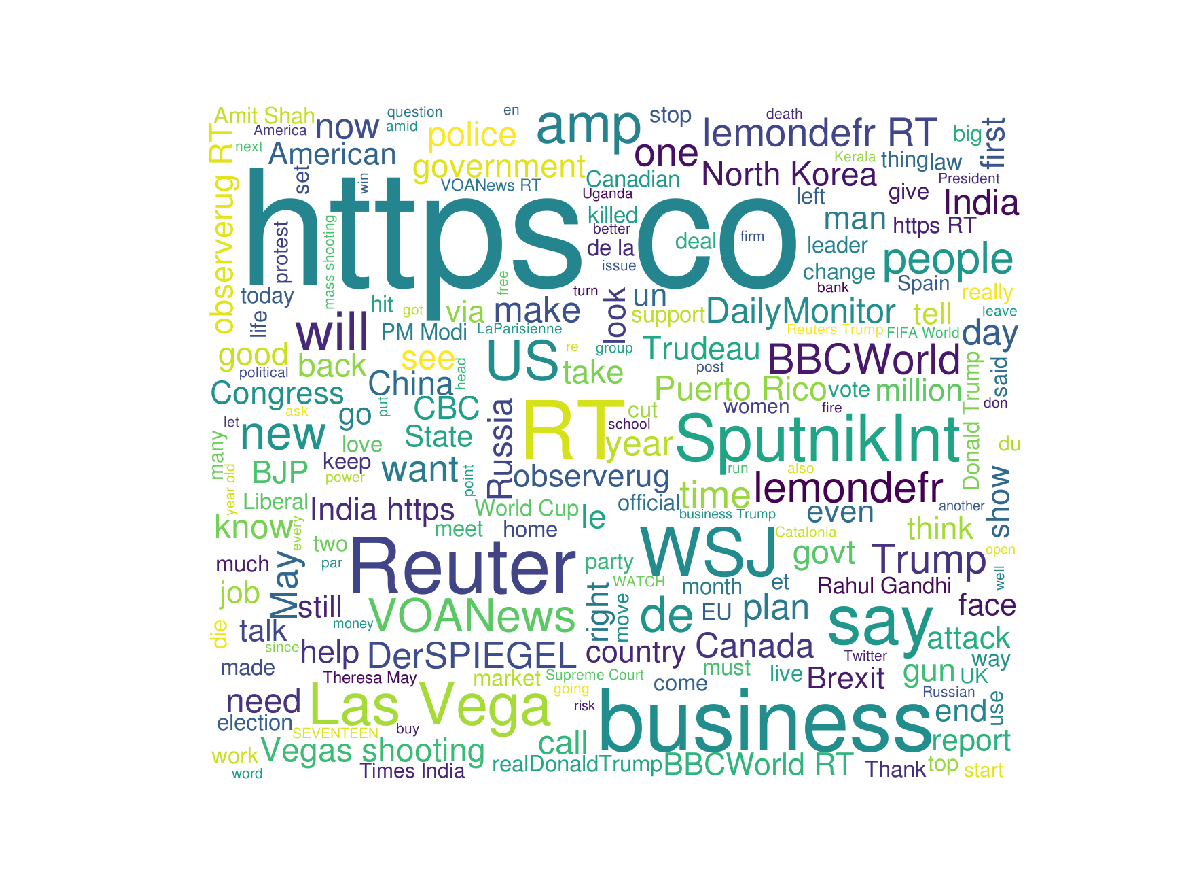 Amit Shah
America
question
amid
en
now
police
amp
stop
death
lemondefr RT
big
first
observerug RT
next
American
government
VOANews RT
one
Canadian
Uganda
North Korea
Kerala
thing
law
President
India
set
win
https co
killed
better
left
give
man
https RT
protest
mass shooting
de la
deal
firm
leader
people
issue
change
today
life
hit
got
free
via
make
turn
look
un
bank
Spain
really
support
DailyMonitor
tell
leave
will
PM Modi
LaParisienne
re
group
Reuters Trump
FIFA World
day
good
political
back
see
US
take
Trudeau
post
BBCWorld
said
Congress
China
head
Puerto Rico
vote
million
Donald Trump
don
let
ask
go
put
CBC
RT
cut
women
fire
school
new
love
State
Russia
year
SputnikInt
du
many
year old
BJP
keep
power
want
point
observerug
run
also
Liberal
India https
World Cup
official
time
lemondefr
another
show
know
every
two
meet
home
le
business Trump
even
Catalonia
think
open
much
par
Reuter
party
WSJ
govt
Trump
well
job
May
still
WATCH
month
et
Rahul Gandhi
die
money
VOANews
right
move
de
EU
plan
say
face
talk
since
help
DerSPIEGEL
country
Canada
Twitter
attack
made
Theresa May
market
Supreme Court
must
live
Brexit
gun
UK
way
need
going
come
Russian
Las Vega
risk
business
end
use
election
SEVENTEEN
buy
work
Vegas shooting
call
report
word
Times India
realDonaldTrump
BBCWorld RT
Thank
top
start